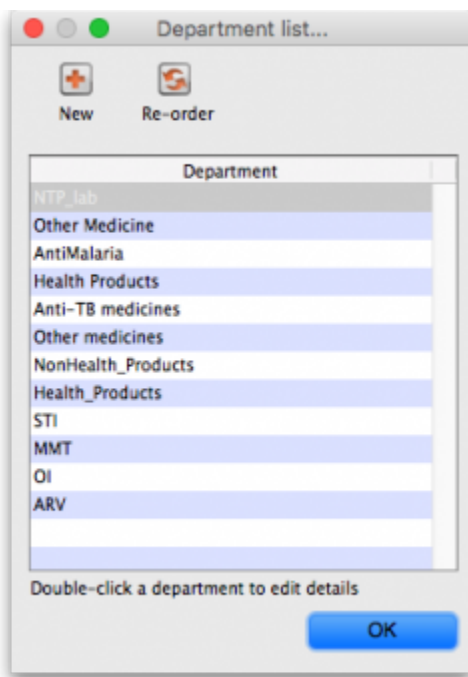 Department list...
New Re-order
Department
NTP_lab
Other Medicine
AntiMalaria
Health Products
Anti-TB medicines
Other medicines
NonHealth_Products
Health_Products
STI
MMT
OI
ARV
Double-click a department to edit details
OK